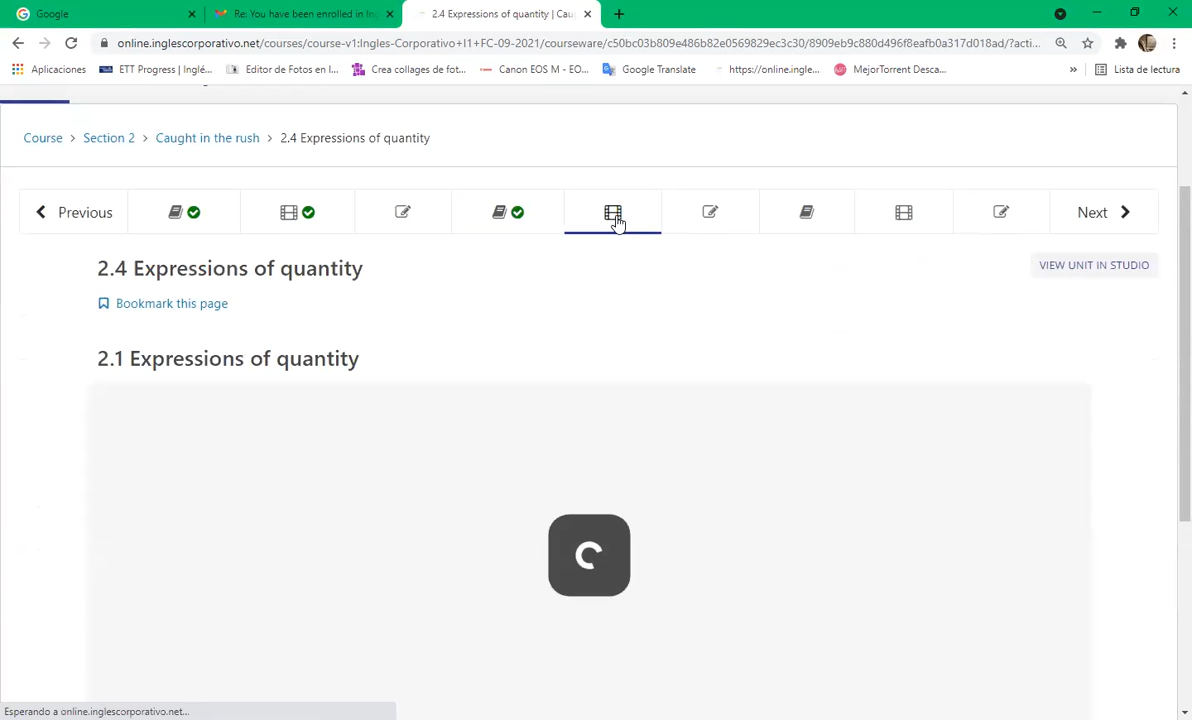 Google
Re: You have been enrolled in In
2.4 Expressions of quantity | Cau
online.inglescorporativo.net/courses/course-v1:Ingles-Corporativo+I1+FC-09-2021/courseware/c50bc03b809e486b82e0569829ec3c30/8909eb9c880d496f8eafb0a317d018ad/?acti...
Aplicaciones
ETT Progress | Inglé...
Editor de Fotos en l...
Crea collages de fot...
Canon EOS M - EO...
Google Translate
https://online.ingle...
MejorTorrent Desca...
»
Lista de lectura
Course > Section 2 > Caught in the rush > 2.4 Expressions of quantity
Previous
Next
2.4 Expressions of quantity
VIEW UNIT IN STUDIO
Bookmark this page
2.1 Expressions of quantity
Esperando a online.inglescorporativo.net...